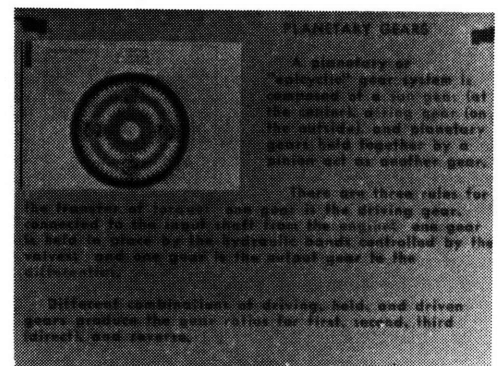 PLANETARY GEARS
A planetary or
"epicyclic" gear system is
composed of a sun gear (at
the center), a ring gear (on
the outside), and planetary
gears held together by a
pinion act as another gear.
There are three roles for
the transfer of torque: one gear is the driving gear,
connected to the input shaft from the engine; one gear
is held in place by the hydraulic bands controlled by the
valves; and one gear is the output gear to the
differential.
Different combinations of driving, held, and driven
gears produce the gear ratios for first, second, third
(direct), and reverse.